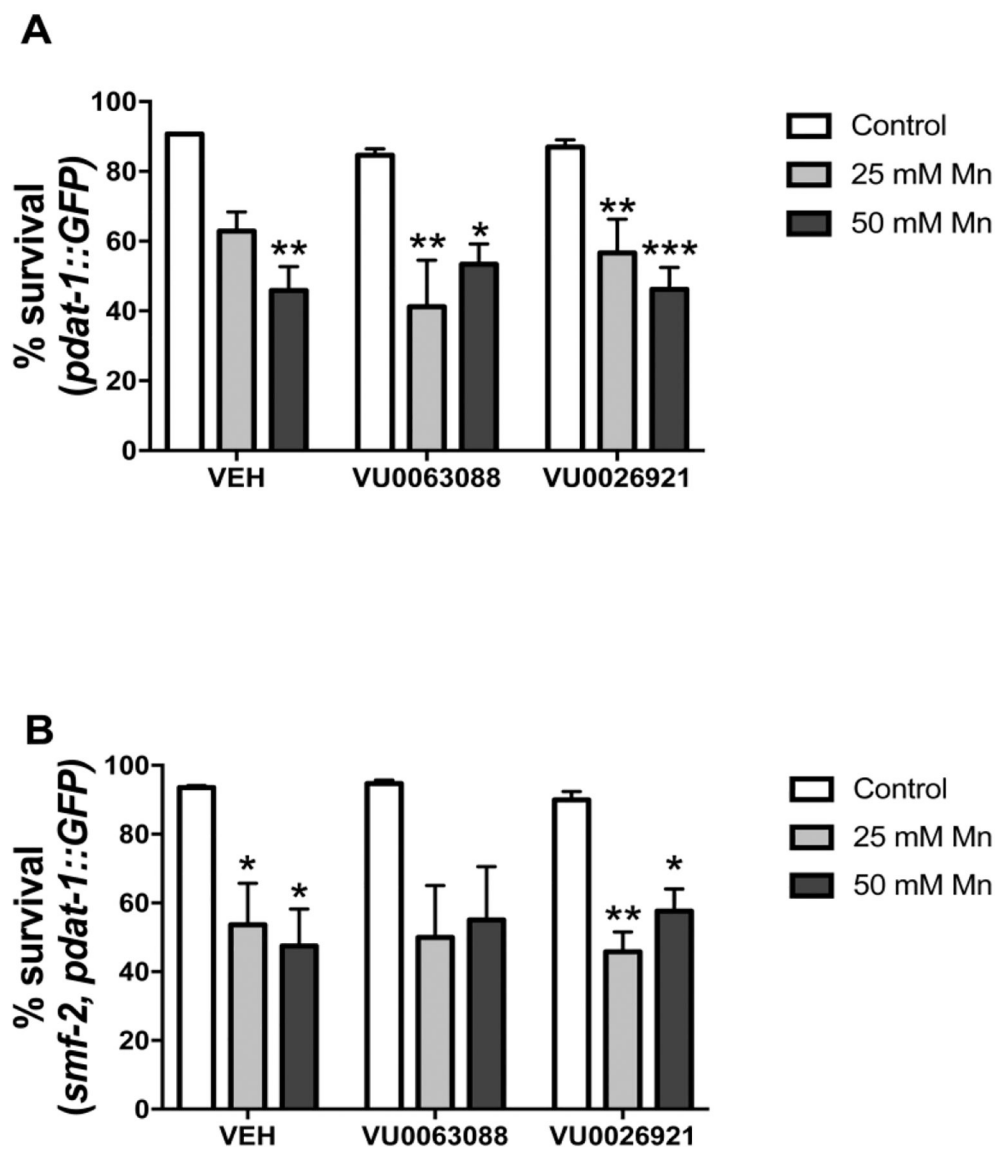 A
% survival
(pdat-1::GFP)
100
80
60
40
20
0
**
**
*
**
***
VEH
VU0063088
VU0026921
Control
25 mM Mn
50 mM Mn
B
% survival
(smf-2, pdat-1::GFP)
100
80
60
40
20
0
*
*
**
*
VEH
VU0063088
VU0026921
Control
25 mM Mn
50 mM Mn